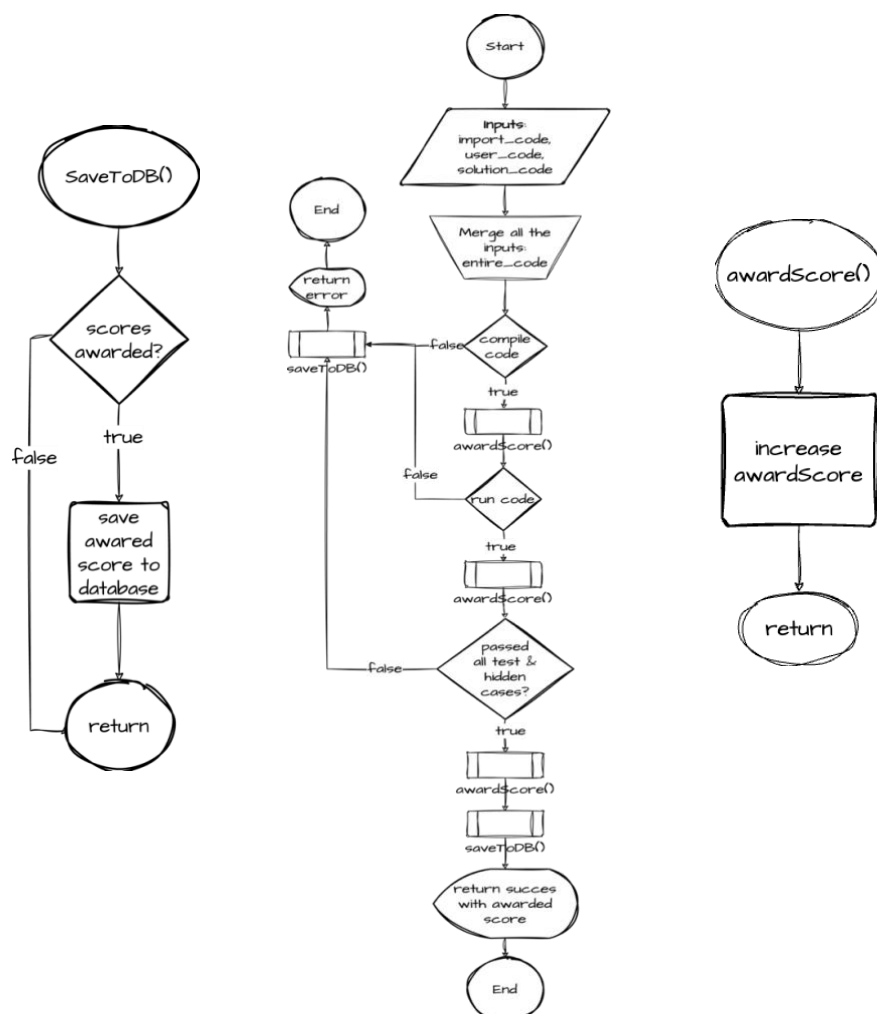 SaveToDB()
scores
awarded?
true
false
save
awared
score to
database
return
Start
Inputs:
import_code,
user_code,
solution_code
Merge all the
inputs:
entire_code
compile
code
false
true
saveToDB()
return
error
End
awardScore()
run code
false
true
awardScore()
passed
all test &
hidden
cases?
false
true
awardScore()
saveToDB()
return succes
with awarded
score
End
awardScore()
increase
awardScore
return